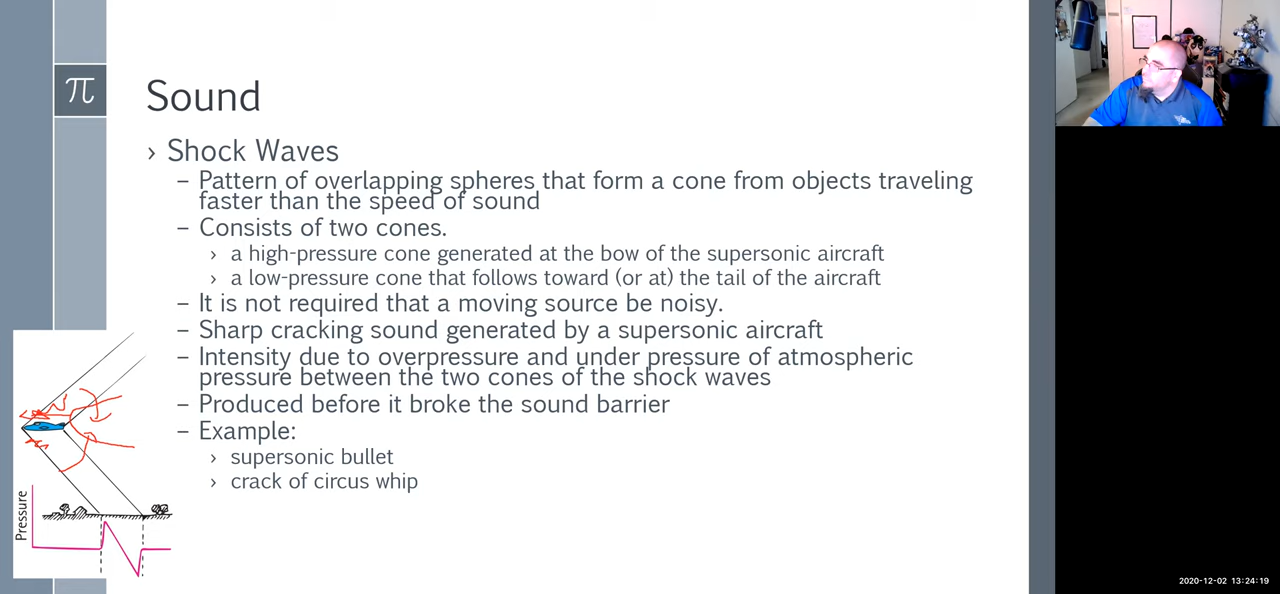 π
Sound
› Shock Waves
– Pattern of overlapping spheres that form a cone from objects traveling
faster than the speed of sound
– Consists of two cones.
› a high-pressure cone generated at the bow of the supersonic aircraft
› a low-pressure cone that follows toward (or at) the tail of the aircraft
– It is not required that a moving source be noisy.
– Sharp cracking sound generated by a supersonic aircraft
– Intensity due to overpressure and under pressure of atmospheric
pressure between the two cones of the shock waves
– Produced before it broke the sound barrier
– Example:
› supersonic bullet
› crack of circus whip
Pressure
2020-12-02 13:24:19